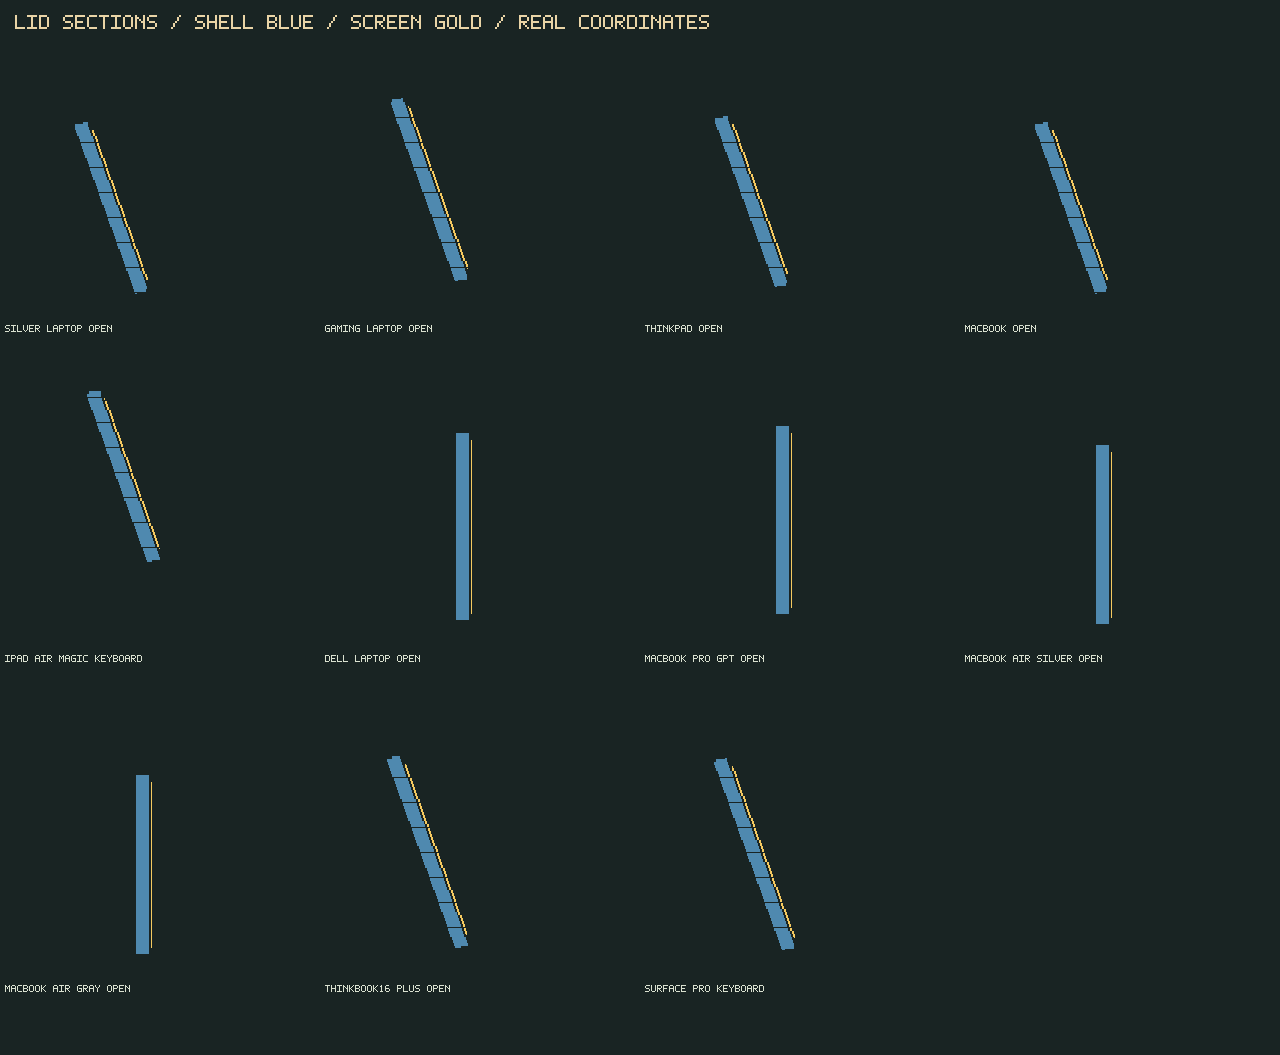 LID SECTIONS / SHELL BLUE / SCREEN GOLD / REAL COORDINATES
SILVER LAPTOP OPEN
GAMING LAPTOP OPEN
THINKPAD OPEN
MACBOOK OPEN
IPAD AIR MAGIC KEYBOARD
DELL LAPTOP OPEN
MACBOOK PRO GPT OPEN
MACBOOK AIR SILVER OPEN
MACBOOK AIR GRAY OPEN
THINKBOOK16 PLUS OPEN
SURFACE PRO KEYBOARD